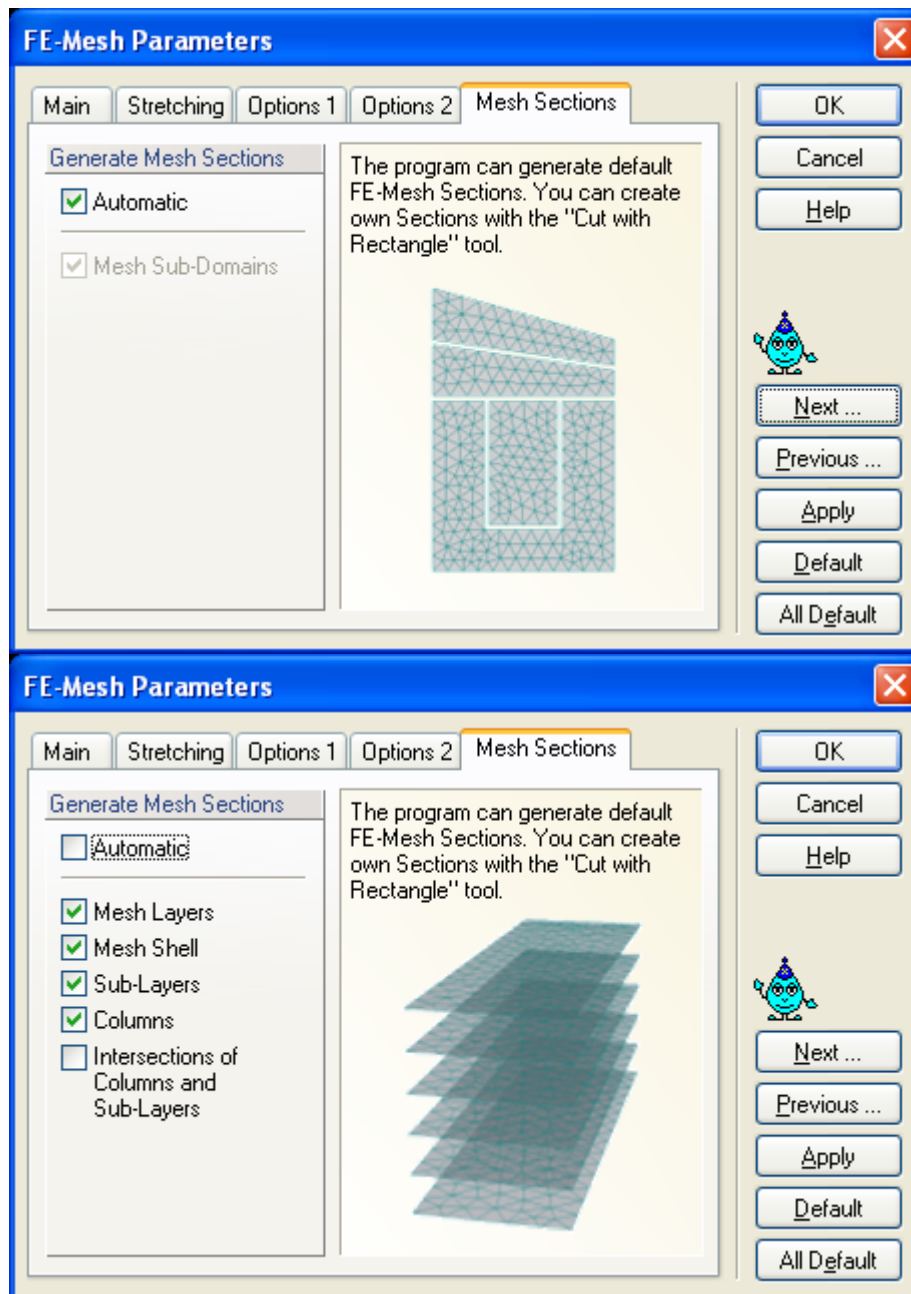 FE-Mesh Parameters
Main
Stretching
Options 1
Options 2
Mesh Sections
Generate Mesh Sections
Automatic
Mesh Sub-Domains
The program can generate default
FE-Mesh Sections. You can create
own Sections with the "Cut with
Rectangle" tool.
OK
Cancel
Help
Next ...
Previous ...
Apply
Default
All Default
FE-Mesh Parameters
Main
Stretching
Options 1
Options 2
Mesh Sections
Generate Mesh Sections
Automatic
Mesh Layers
Mesh Shell
Sub-Layers
Columns
Intersections of
Columns and
Sub-Layers
The program can generate default
FE-Mesh Sections. You can create
own Sections with the "Cut with
Rectangle" tool.
OK
Cancel
Help
Next ...
Previous ...
Apply
Default
All Default